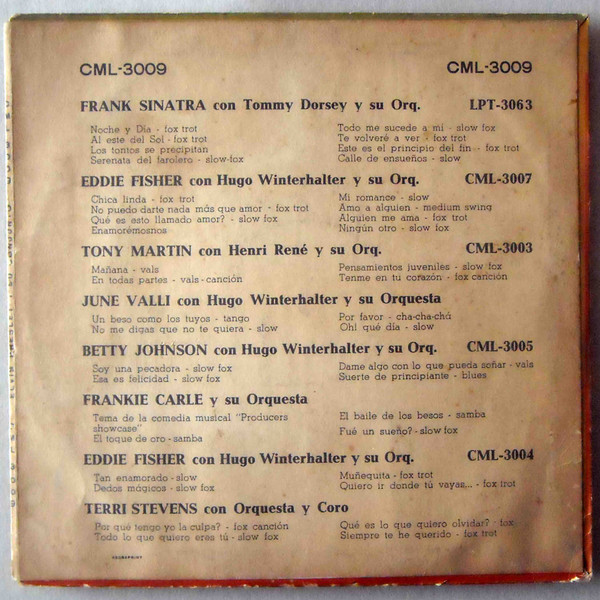 CML-3009 CML-3009
FRANK SINATRA con Tommy Dorsey y su Orq. LPT-3063
Noche y Dia - fox trot Todo me sucede a mi - slow fox
Al este del Sol - fox trot Te volveré a ver - fox trot
Los tontos se precipitan Este es el principio del fin - fox trot
Serenata del farolero - slow-fox Calle de ensueños - slow
EDDIE FISHER con Hugo Winterhalter y su Orq. CML-3007
Chica linda - fox trot Mi romance - slow
No puedo darte nada más que amor - fox trot Amo a alguien - medium swing
Qué es esto llamado amor? - slow fox Alguien me ama - fox trot
Enamorémosnos Ningún otro - slow fox
TONY MARTIN con Henri René y su Orq. CML-3003
Mañana - vals Pensamientos juveniles - slow fox
En todas partes - vals-canción Tenme en tu corazón - fox canción
JUNE VALLI con Hugo Winterhalter y su Orquesta
Un beso como los tuyos - tango Por favor - cha-cha-chá
No me digas que no te quiera - slow Oh! qué día - slow
BETTY JOHNSON con Hugo Winterhalter y su Orq. CML-3005
Soy una pecadora - slow fox Dame algo con lo que pueda soñar - vals
Esa es felicidad - slow fox Suerte de principiante - blues
FRANKIE CARLE y su Orquesta
Tema de la comedia musical "Producers El baile de los besos - samba
showcase"
El toque de oro - samba Fué un sueño? - slow fox
EDDIE FISHER con Hugo Winterhalter y su Orq. CML-3004
Tan enamorado - slow Muñequita - fox trot
Dedos mágicos - slow fox Quiero ir donde tú vayas... - fox trot
TERRI STEVENS con Orquesta y Coro
Por qué tengo yo la culpa? - fox canción Qué es lo que quiero olvidar? - fox
Todo lo que quiero eres tú - slow fox Siempre te he querido - fox trot